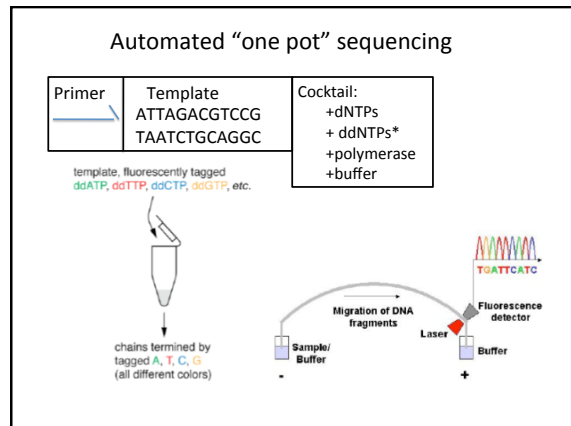 Automated “one pot” sequencing
Primer
Template
ATTAGACGTCCG
TAATCTGCAGGC
Cocktail:
+dNTPs
+ ddNTPs*
+polymerase
+buffer
template, fluorescently tagged
ddATP, ddTTP, ddCTP, ddGTP, etc.
chains terminated by
tagged A, T, C, G
(all different colors)
TGATTCATC
Migration of DNA
fragments
Fluorescence
detector
Laser
Sample/
Buffer
Buffer
-
+